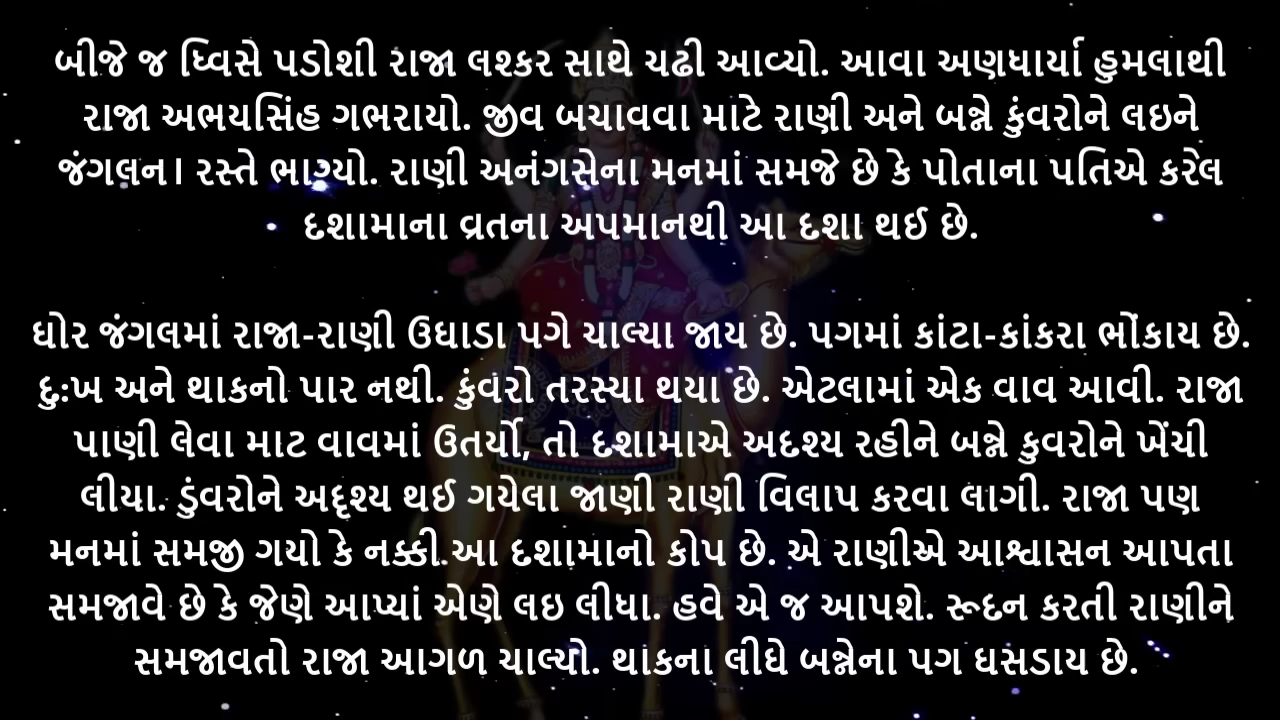 બીજે જ ધ્વિસે પડોશી રાજા લશ્કર સાથે ચઢી આવ્યો. આવા અણધાર્યા હુમલાથી
રાજા અભયસિંહ ગભરાયો. જીવ બચાવવા માટે રાણી અને બન્ને કુંવરોને લઇને
જંગલન। રસ્તે ભાગ્યો. રાણી અનંગસેના મનમાં સમજે છે કે પોતાના પતિએ કરેલ
દશામાના વ્રતના અપમાનથી આ દશા થઈ છે.
ધોર જંગલમાં રાજા-રાણી ઉઘાડા પગે ચાલ્યા જાય છે. પગમાં કાંટા-કાંકરા ભોંકાય છે.
દુઃખ અને થાકનો પાર નથી. કુંવરો તરસ્યા થયા છે. એટલામાં એક વાવ આવી. રાજા
પાણી લેવા માટ વાવમાં ઉતર્યો, તો દશામાએ અદશ્ય રહીને બન્ને કુવરોને ખેંચી
લીયા. ડુંવરોને અદૃશ્ય થઈ ગયેલા જાણી રાણી વિલાપ કરવા લાગી. રાજા પણ
મનમાં સમજી ગયો કે નક્કી આ દશામાનો કોપ છે. એ રાણીએ આશ્વાસન આપતા
સમજાવે છે કે જેણે આપ્યાં એણે લઇ લીધા. હવે એ જ આપશે. રૂદન કરતી રાણીને
સમજાવતો રાજા આગળ ચાલ્યો. થાકના લીધે બન્નેના પગ ઘસડાય છે.